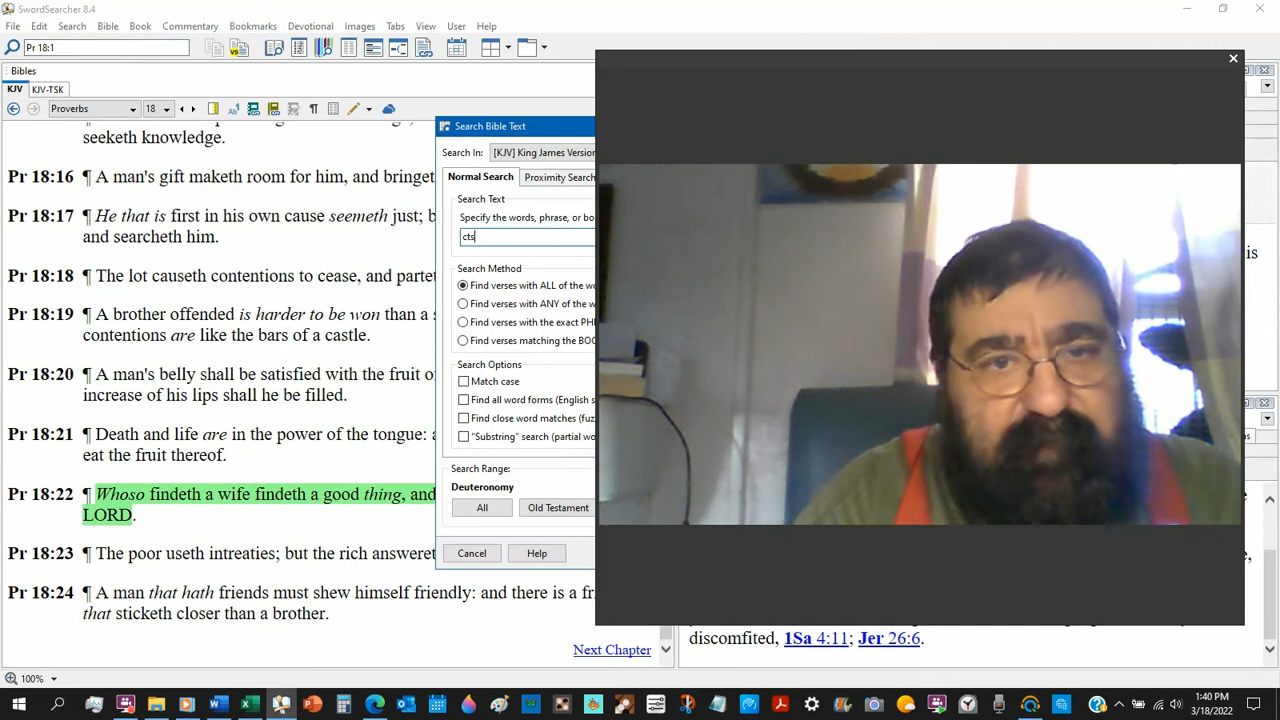 SwordSearcher 8.4
File Edit Search Bible Book Commentary Bookmarks Devotional Images Tabs View User Help
Pr 18:1
Bibles
KJV KJV-TSK
Proverbs 18
seeketh knowledge.
Pr 18:16 ¶ A man's gift maketh room for him, and bringet
Pr 18:17 ¶ He that is first in his own cause seemeth just; b
and searcheth him.
Pr 18:18 ¶ The lot causeth contentions to cease, and partet
Pr 18:19 ¶ A brother offended is harder to be won than a s
contentions are like the bars of a castle.
Pr 18:20 ¶ A man's belly shall be satisfied with the fruit o
increase of his lips shall he be filled.
Pr 18:21 ¶ Death and life are in the power of the tongue: a
eat the fruit thereof.
Pr 18:22 ¶ Whoso findeth a wife findeth a good thing, and
LORD.
Pr 18:23 ¶ The poor useth intreaties; but the rich answeret
Pr 18:24 ¶ A man that hath friends must shew himself friendly: and there is a fr
that sticketh closer than a brother.
Next Chapter
100%
Search Bible Text
Search In: [KJV] King James Version
Normal Search Proximity Search
Search Text
Specify the words, phrase, or bo
cts
Search Method
Find verses with ALL of the wo
Find verses with ANY of the w
Find verses with the exact PH
Find verses matching the BOO
Search Options
Match case
Find all word forms (English s
Find close word matches (fuz
"Substring" search (partial wo
Search Range:
Deuteronomy
All Old Testament
Cancel Help
is
discomfited, 1Sa 4:11; Jer 26:6.
1:40 PM
3/18/2022